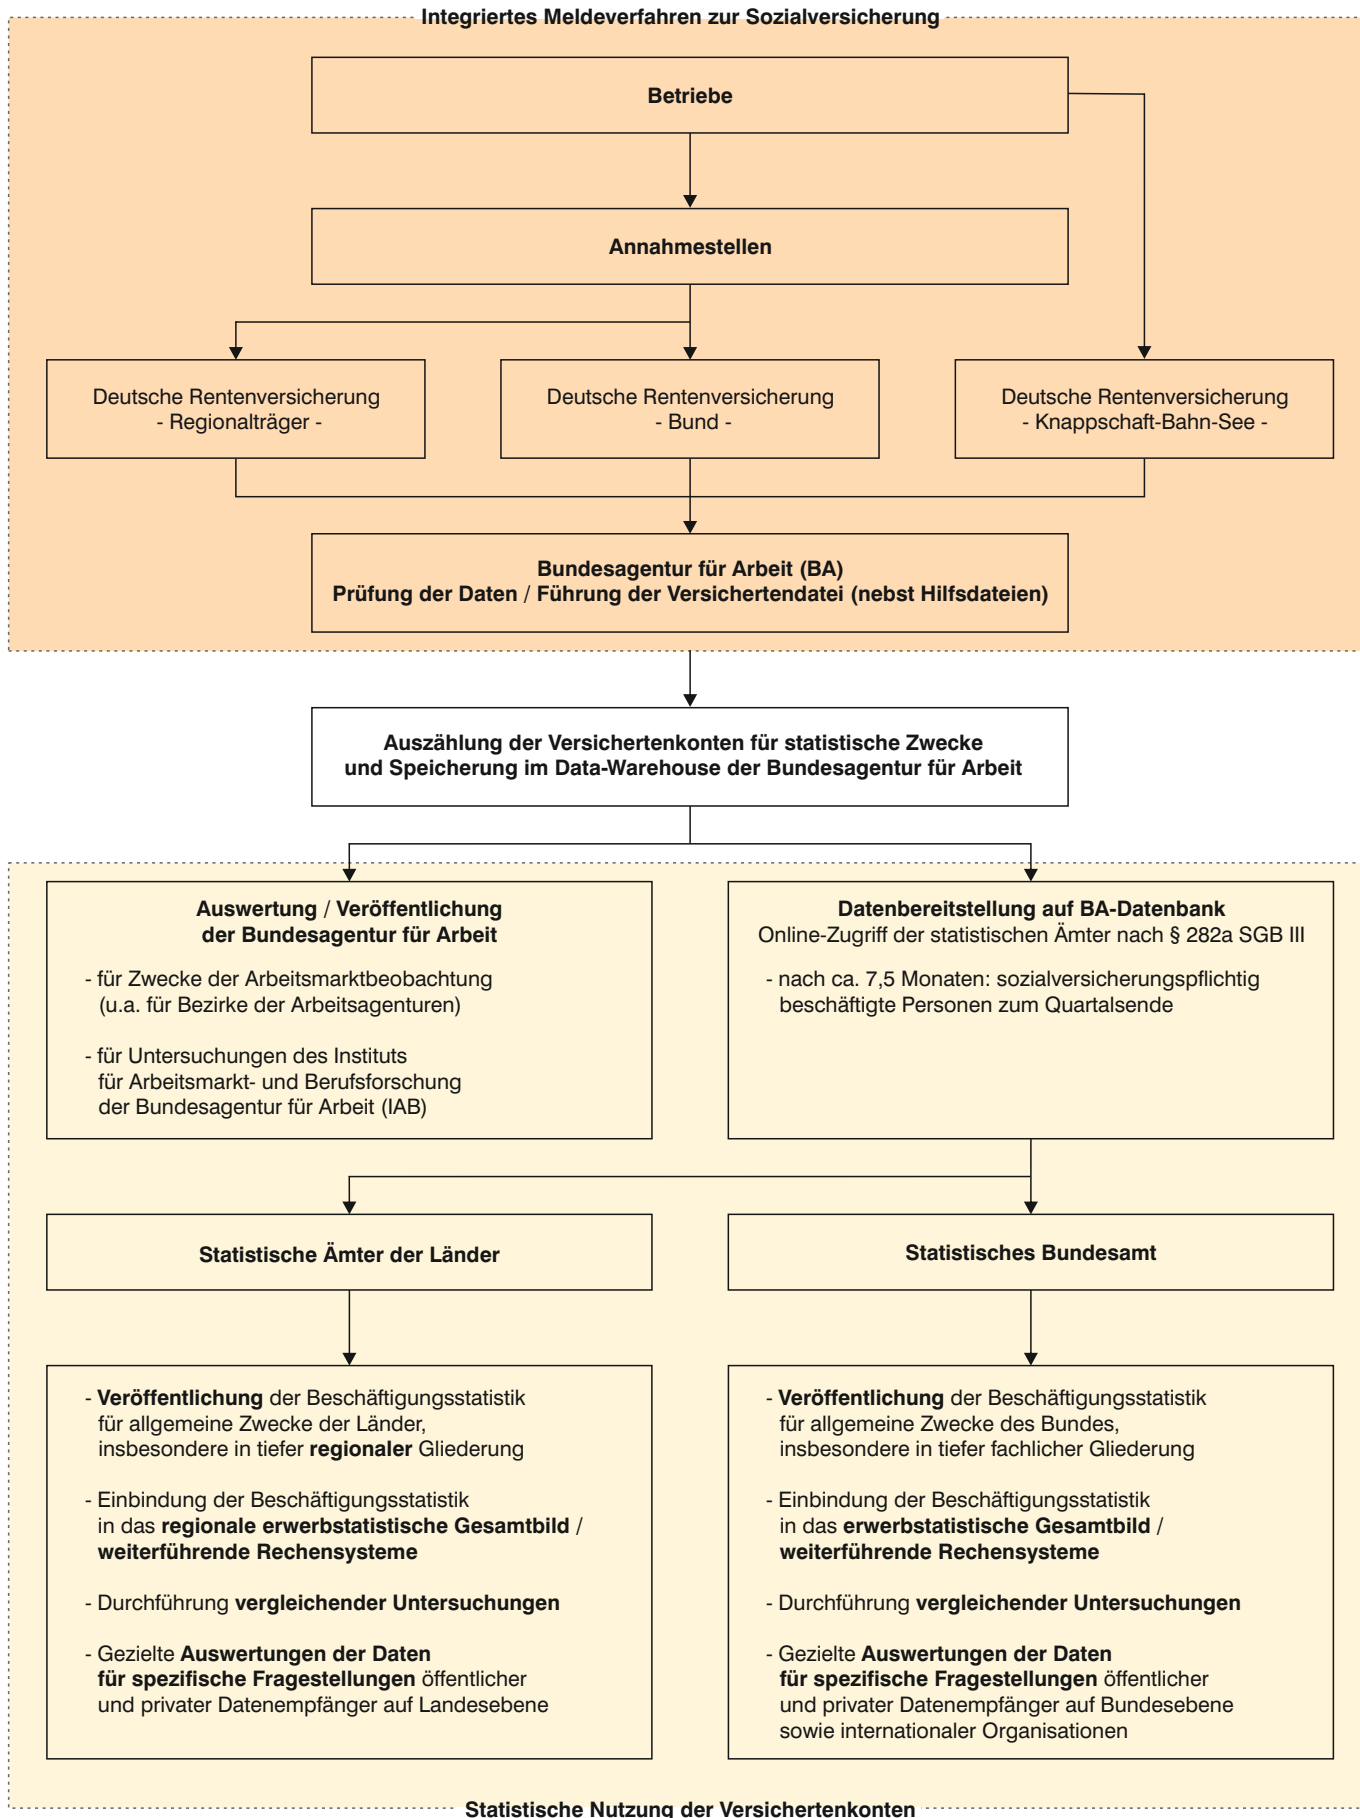 Integriertes Meldeverfahren zur Sozialversicherung
Betriebe
Annahmestellen
Deutsche Rentenversicherung
- Regionalträger -
Deutsche Rentenversicherung
- Bund -
Deutsche Rentenversicherung
- Knappschaft-Bahn-See -
Bundesagentur für Arbeit (BA)
Prüfung der Daten / Führung der Versichertendatei (nebst Hilfsdateien)
Auszählung der Versichertenkonten für statistische Zwecke
und Speicherung im Data-Warehouse der Bundesagentur für Arbeit
Auswertung / Veröffentlichung
der Bundesagentur für Arbeit
- für Zwecke der Arbeitsmarktbeobachtung
(u.a. für Bezirke der Arbeitsagenturen)
- für Untersuchungen des Instituts
für Arbeitsmarkt- und Berufsforschung
der Bundesagentur für Arbeit (IAB)
Datenbereitstellung auf BA-Datenbank
Online-Zugriff der statistischen Ämter nach § 282a SGB III
- nach ca. 7,5 Monaten: sozialversicherungspflichtig
beschäftigte Personen zum Quartalsende
Statistische Ämter der Länder
Statistisches Bundesamt
- Veröffentlichung der Beschäftigungsstatistik
für allgemeine Zwecke der Länder,
insbesondere in tiefer regionaler Gliederung
- Einbindung der Beschäftigungsstatistik
in das regionale erwerbstatistische Gesamtbild /
weiterführende Rechensysteme
- Durchführung vergleichender Untersuchungen
- Gezielte Auswertungen der Daten
für spezifische Fragestellungen öffentlicher
und privater Datenempfänger auf Landesebene
- Veröffentlichung der Beschäftigungsstatistik
für allgemeine Zwecke des Bundes,
insbesondere in tiefer fachlicher Gliederung
- Einbindung der Beschäftigungsstatistik
in das erwerbstatistische Gesamtbild /
weiterführende Rechensysteme
- Durchführung vergleichender Untersuchungen
- Gezielte Auswertungen der Daten
für spezifische Fragestellungen öffentlicher
und privater Datenempfänger auf Bundesebene
sowie internationaler Organisationen
Statistische Nutzung der Versichertenkonten